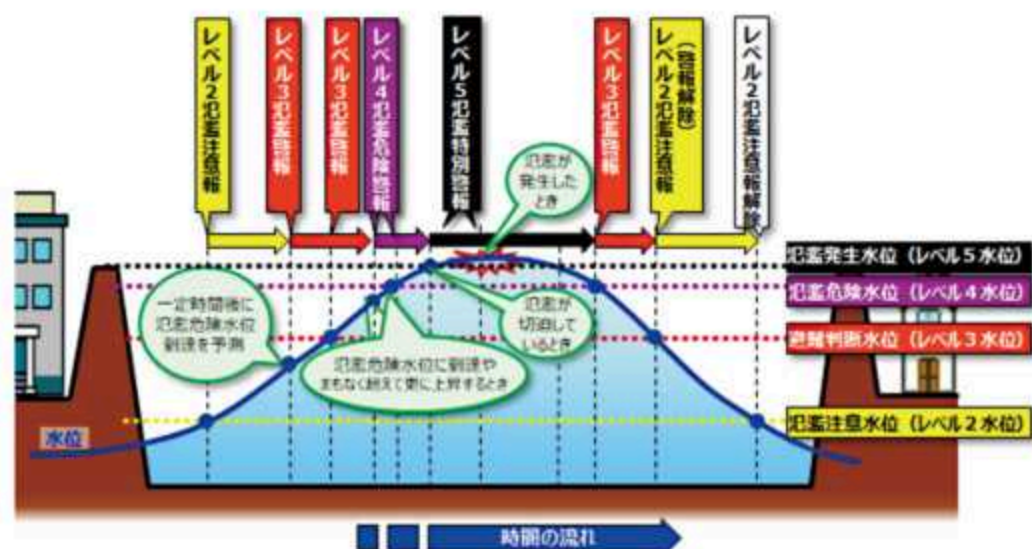 レベル2氾濫注意報
レベル3氾濫警報
レベル3氾濫警報
レベル4氾濫危険警報
レベル5氾濫特別警報
レベル3氾濫警報
レベル2氾濫注意報
(警報解除)
レベル2氾濫注意報解除
氾濫が
発生した
とき
氾濫発生水位(レベル5水位)
氾濫危険水位(レベル4水位)
避難判断水位(レベル3水位)
氾濫注意水位(レベル2水位)
一定時間後に
氾濫危険水位
到達を予測
氾濫が
切迫して
いるとき
氾濫危険水位に到達や
まもなく越えて更に上昇するとき
水位
時間の流れ